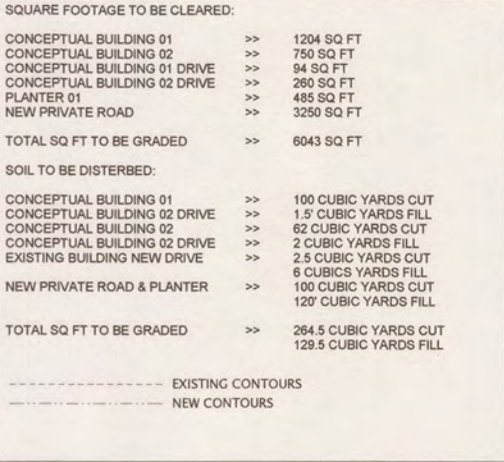 SQUARE FOOTAGE TO BE CLEARED:
CONCEPTUAL BUILDING 01 >> 1204 SQ FT
CONCEPTUAL BUILDING 02 >> 750 SQ FT
CONCEPTUAL BUILDING 01 DRIVE >> 94 SQ FT
CONCEPTUAL BUILDING 02 DRIVE >> 260 SQ FT
PLANTER 01 >> 485 SQ FT
NEW PRIVATE ROAD >> 3250 SQ FT
TOTAL SQ FT TO BE GRADED >> 6043 SQ FT
SOIL TO BE DISTERBED:
CONCEPTUAL BUILDING 01 >> 100 CUBIC YARDS CUT
CONCEPTUAL BUILDING 02 DRIVE >> 1.5' CUBIC YARDS FILL
CONCEPTUAL BUILDING 02 >> 62 CUBIC YARDS CUT
CONCEPTUAL BUILDING 02 DRIVE >> 2 CUBIC YARDS FILL
EXISTING BUILDING NEW DRIVE >> 2.5 CUBIC YARDS CUT
6 CUBICS YARDS FILL
NEW PRIVATE ROAD & PLANTER >> 100 CUBIC YARDS CUT
120' CUBIC YARDS FILL
TOTAL SQ FT TO BE GRADED >> 264.5 CUBIC YARDS CUT
129.5 CUBIC YARDS FILL
EXISTING CONTOURS
NEW CONTOURS